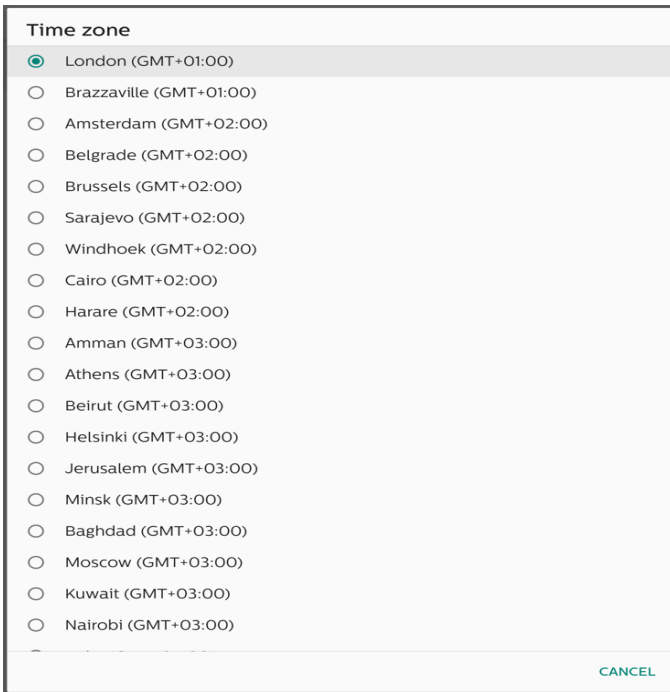 Time zone
London (GMT+01:00)
Brazzaville (GMT+01:00)
Amsterdam (GMT+02:00)
Belgrade (GMT+02:00)
Brussels (GMT+02:00)
Sarajevo (GMT+02:00)
Windhoek (GMT+02:00)
Cairo (GMT+02:00)
Harare (GMT+02:00)
Amman (GMT+03:00)
Athens (GMT+03:00)
Beirut (GMT+03:00)
Helsinki (GMT+03:00)
Jerusalem (GMT+03:00)
Minsk (GMT+03:00)
Baghdad (GMT+03:00)
Moscow (GMT+03:00)
Kuwait (GMT+03:00)
Nairobi (GMT+03:00)
CANCEL